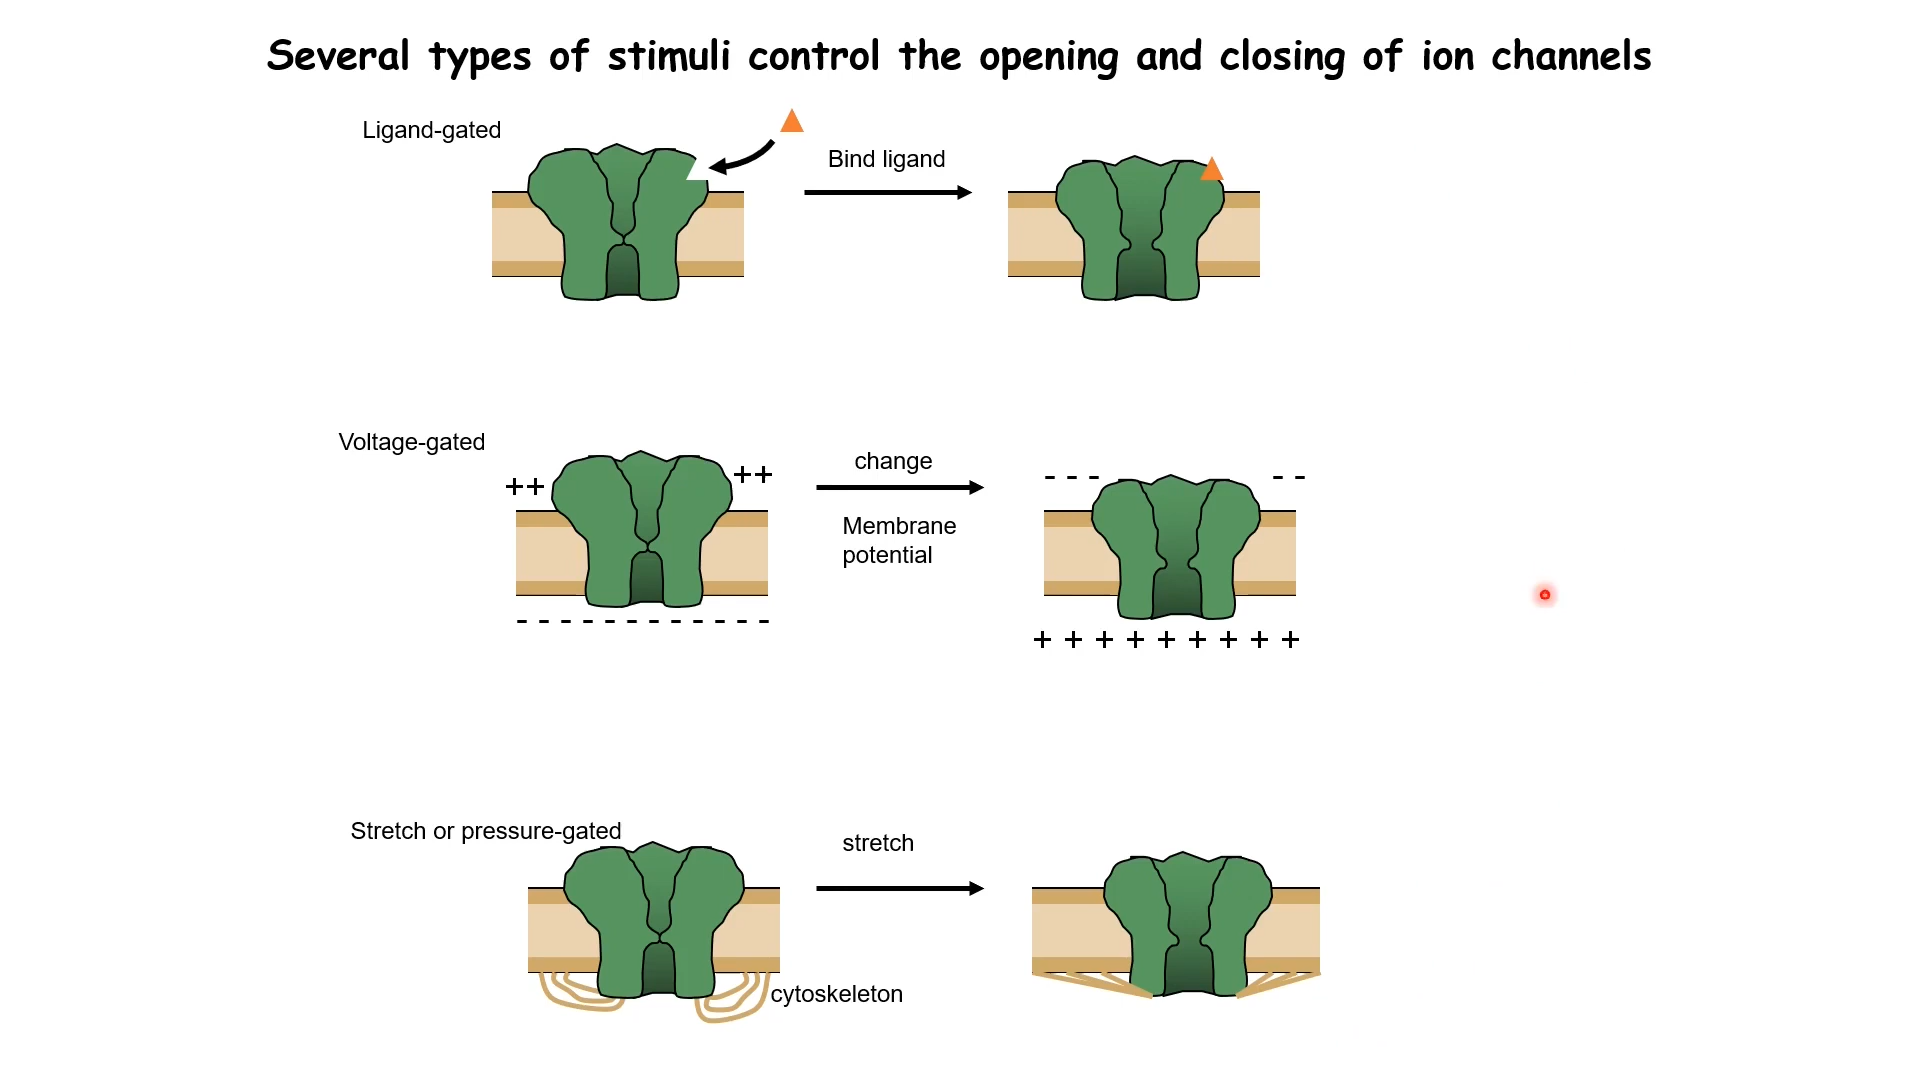 Several types of stimuli control the opening and closing of ion channels
Ligand-gated
Bind ligand
Voltage-gated
++
++
change
- - -
- -
Membrane
potential
- - - - - - - - - - - -
+ + + + + + + + +
Stretch or pressure-gated
stretch
cytoskeleton